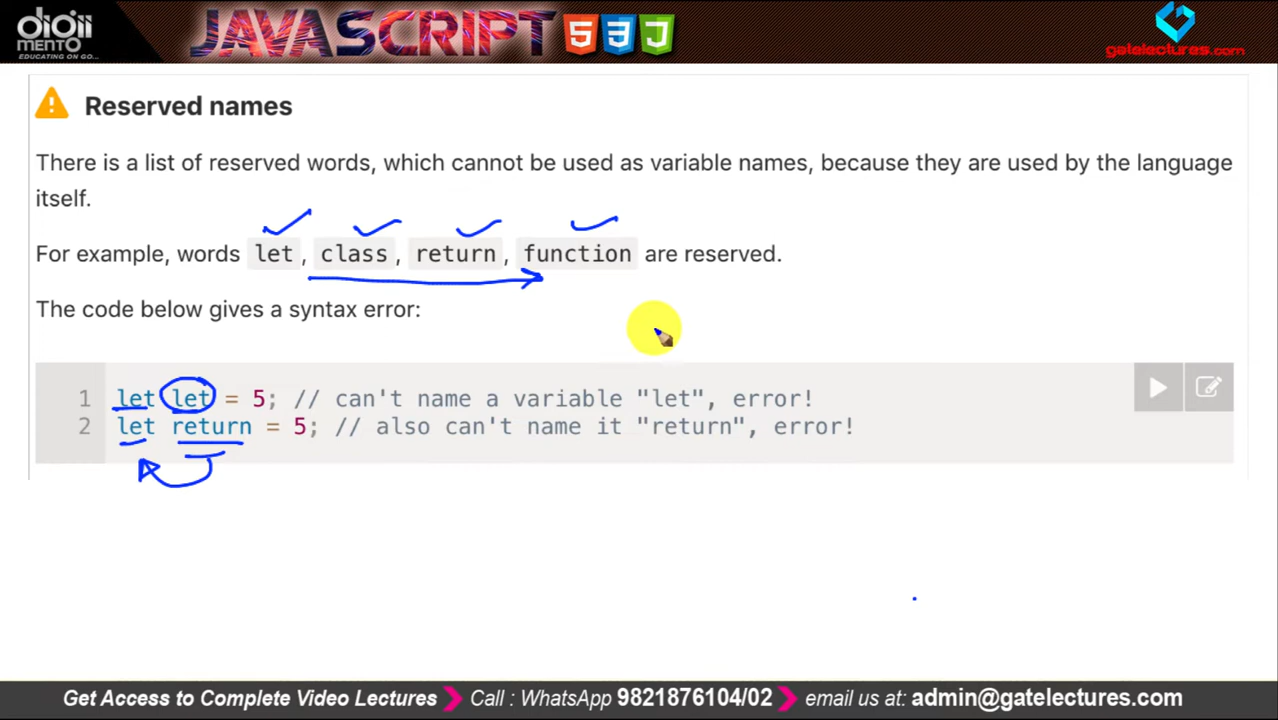 DIGII
MENTO
EDUCATING ON GO...
JAVASCRIPT
5 3 J
gatelectures.com
Reserved names
There is a list of reserved words, which cannot be used as variable names, because they are used by the language
itself.
For example, words let, class, return, function are reserved.
The code below gives a syntax error:
1 let let = 5; // can't name a variable "let", error!
2 let return = 5; // also can't name it "return", error!
Get Access to Complete Video Lectures Call : WhatsApp 9821876104/02 email us at: admin@gatelectures.com